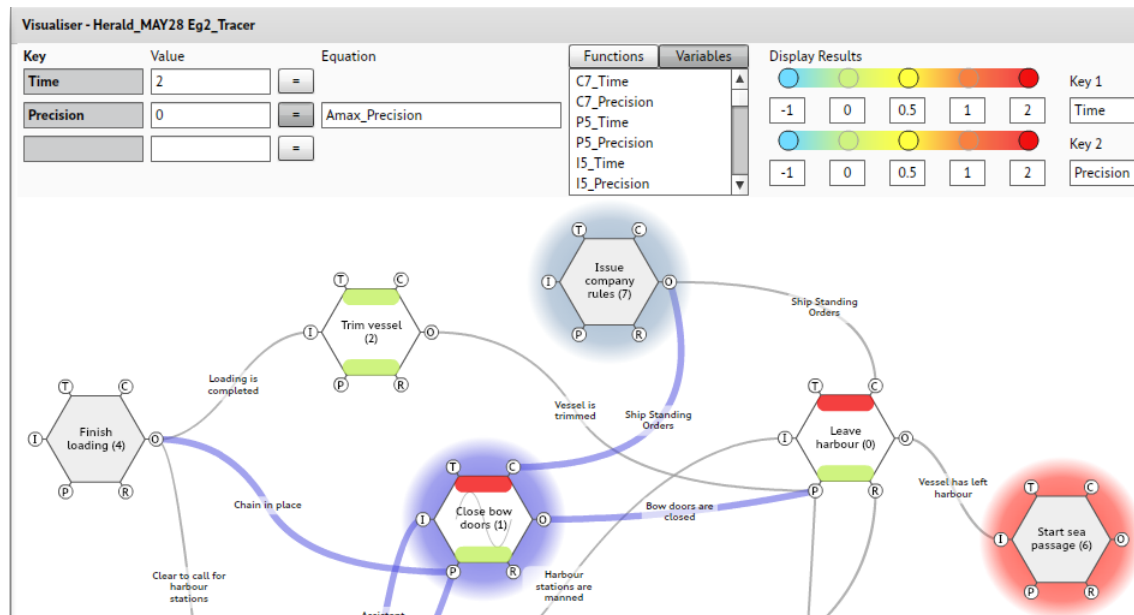 Visualiser - Herald_MAY28 Eg2_Tracer
Key Value Equation Functions Variables Display Results
Time 2 =
Precision 0 = Amax_Precision
=
C7_Time
C7_Precision
P5_Time
P5_Precision
I5_Time
I5_Precision
Key 1
-1 0 0.5 1 2 Time
Key 2
-1 0 0.5 1 2 Precision
T C
Issue
company
rules (7)
I O
P R
Ship Standing
Orders
T C
Trim vessel
(2)
I O
P R
Loading is
completed
Vessel is
trimmed
Ship Standing
Orders
T C
Finish
loading (4)
I O
P R
T C
Leave
harbour (0)
I O
P R
Chain in place
T C
Close bow
doors (1)
I O
P R
Bow doors are
closed
Vessel has left
harbour
T C
Start sea
passage (6)
I O
P R
Clear to call for
harbour
stations
Harbour
stations are
manned
Assistant